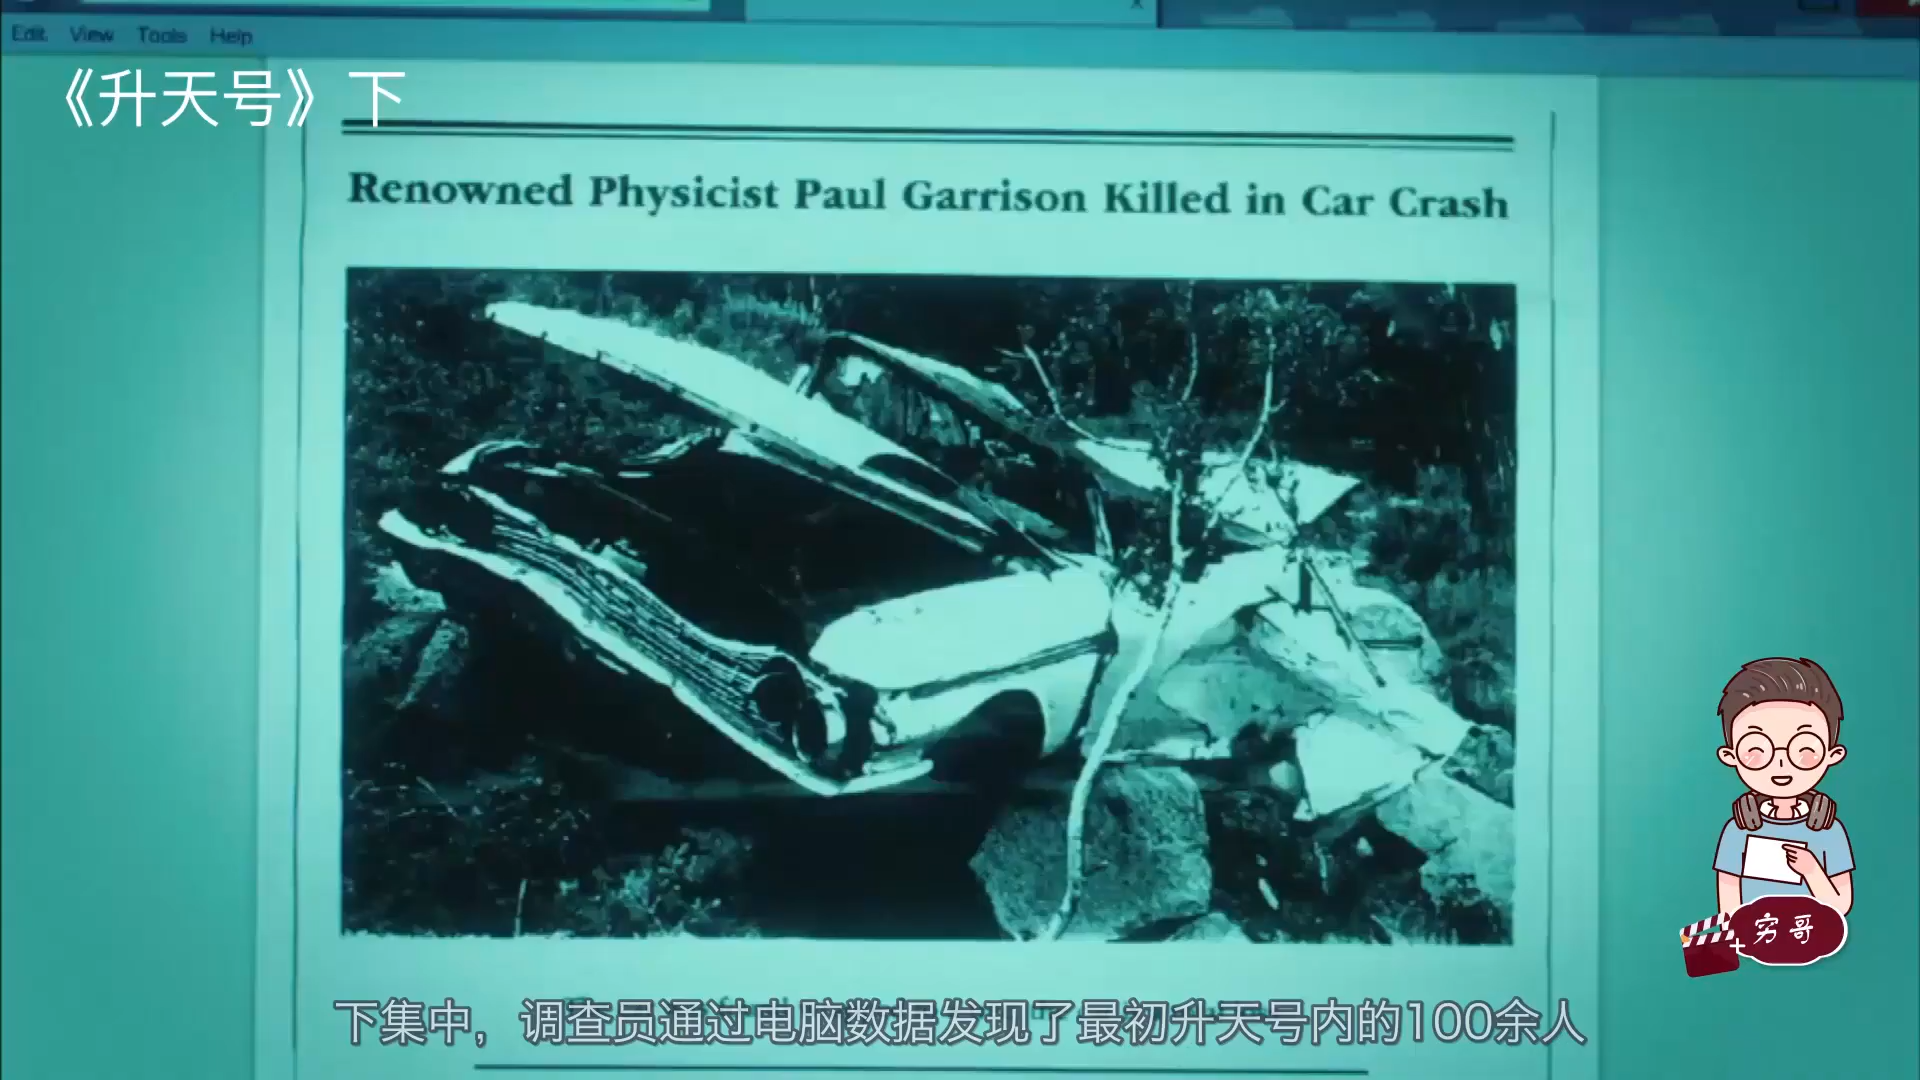 Edit View Tools Help
《升天号》下
Renowned Physicist Paul Garrison Killed in Car Crash
穷哥
下集中，调查员通过电脑数据发现了最初升天号内的100余人